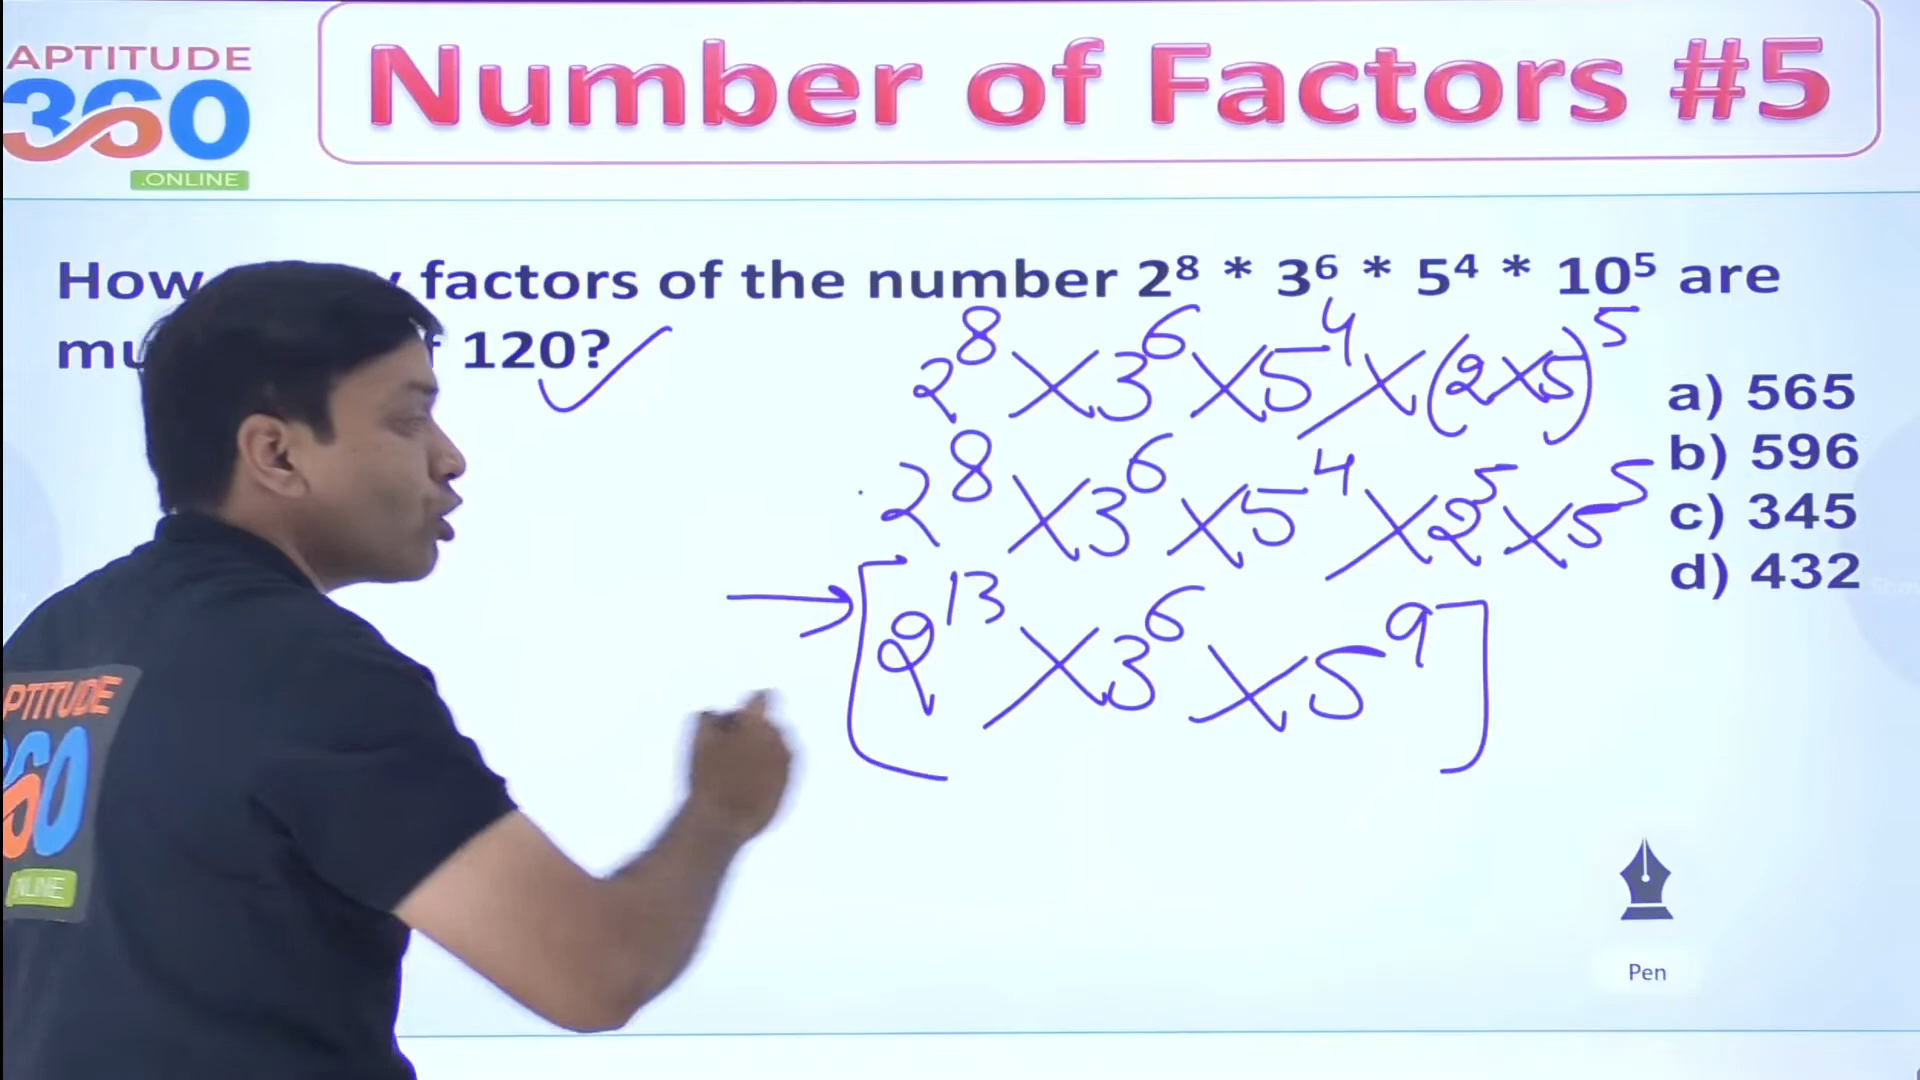 APTITUDE
360
.ONLINE
Number of Factors #5
How factors of the number 2⁸ * 3⁶ * 5⁴ * 10⁵ are
120?
2⁸ × 3⁶ × 5⁴ × (2×5)⁵
a) 565
b) 596
2⁸ × 3⁶ × 5⁴ × 2⁵ × 5⁵
c) 345
d) 432
→ [2¹³ × 3⁶ × 5⁹]
PTITUDE
360
NLINE
Pen